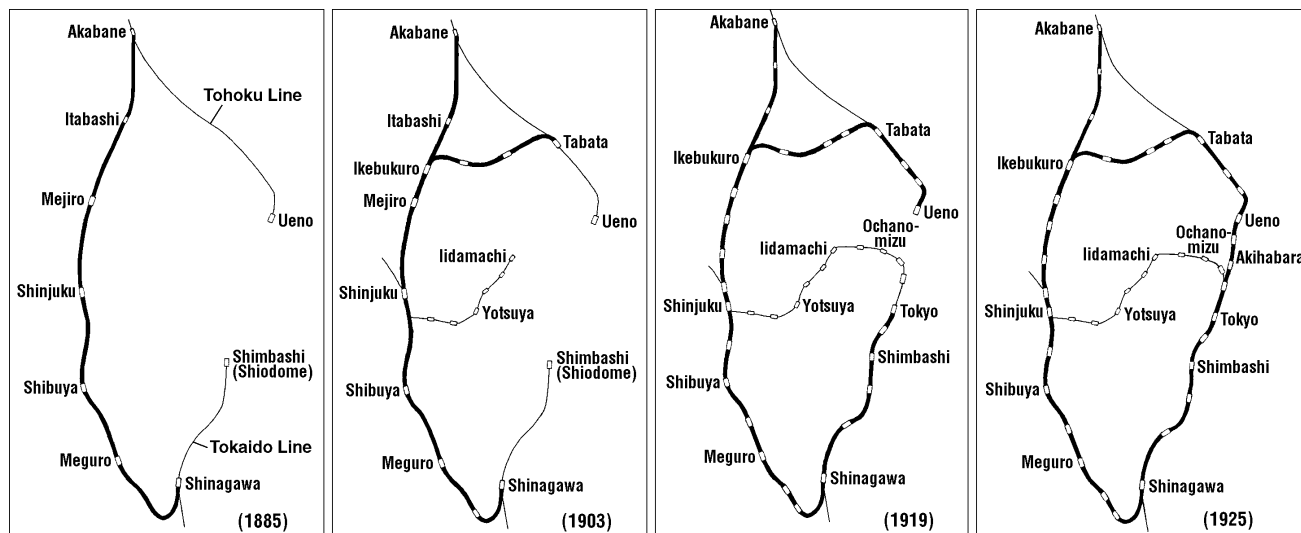 Akabane
Tohoku Line
Itabashi
Mejiro
Ueno
Shinjuku
Shimbashi
(Shiodome)
Shibuya
Tokaido Line
Meguro
Shinagawa
(1885)
Akabane
Itabashi
Tabata
Ikebukuro
Mejiro
Ueno
Iidamachi
Shinjuku
Yotsuya
Shimbashi
(Shiodome)
Shibuya
Meguro
Shinagawa
(1903)
Akabane
Tabata
Ikebukuro
Ueno
Ochano-
mizu
Iidamachi
Shinjuku
Yotsuya
Tokyo
Shimbashi
Shibuya
Meguro
Shinagawa
(1919)
Akabane
Tabata
Ikebukuro
Ueno
Ochano-
mizu
Iidamachi
Akihabara
Shinjuku
Yotsuya
Tokyo
Shimbashi
Shibuya
Meguro
Shinagawa
(1925)